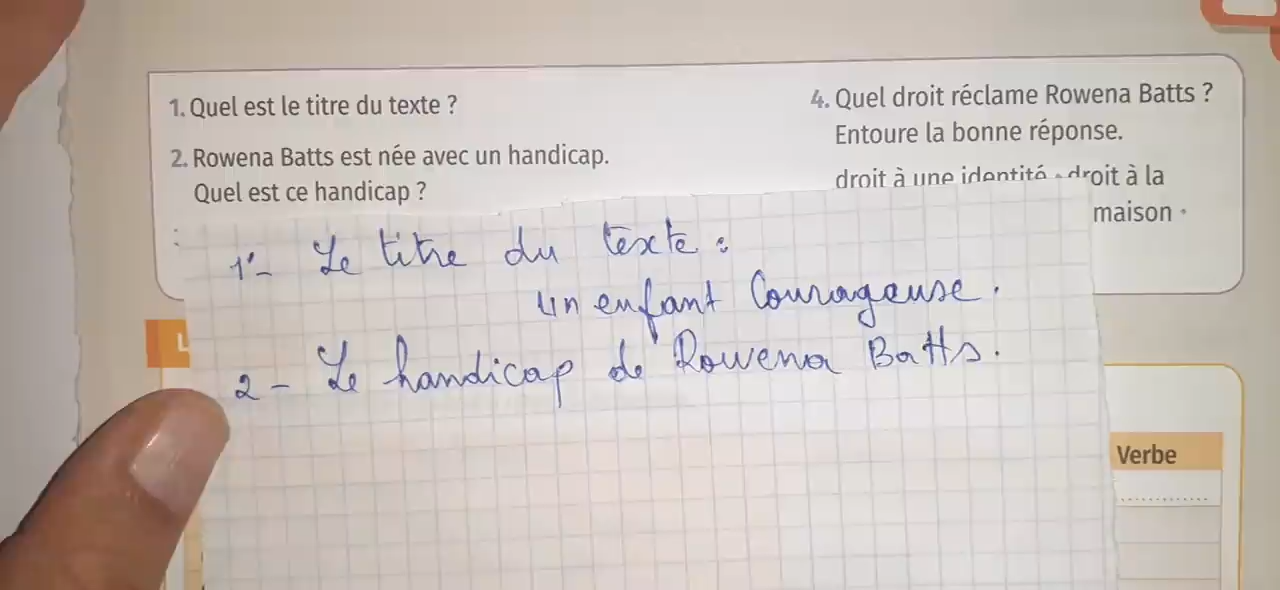 1. Quel est le titre du texte ?
2. Rowena Batts est née avec un handicap.
Quel est ce handicap ?
4. Quel droit réclame Rowena Batts ?
Entoure la bonne réponse.
droit à une identité • droit à la
maison •
1°- Le titre du texte :
un enfant Courageuse.
2 - Le handicap de Rowena Batts.
L
Verbe